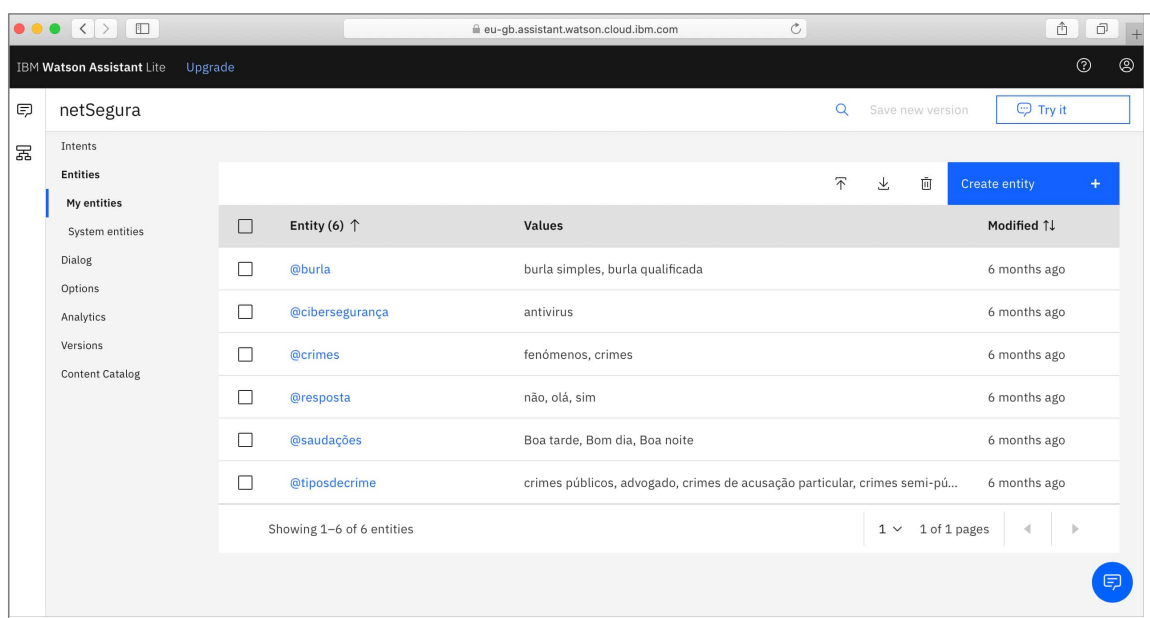 eu-gb.assistant.watson.cloud.ibm.com
IBM Watson Assistant Lite Upgrade
netSegura Save new version Try it
Intents
Entities
My entities
System entities
Dialog
Options
Analytics
Versions
Content Catalog
Create entity +
Entity (6) ↑ Values Modified ↑↓
@burla burla simples, burla qualificada 6 months ago
@cibersegurança antivirus 6 months ago
@crimes fenómenos, crimes 6 months ago
@resposta não, olá, sim 6 months ago
@saudações Boa tarde, Bom dia, Boa noite 6 months ago
@tiposdecrime crimes públicos, advogado, crimes de acusação particular, crimes semi-pú... 6 months ago
Showing 1–6 of 6 entities 1 1 of 1 pages